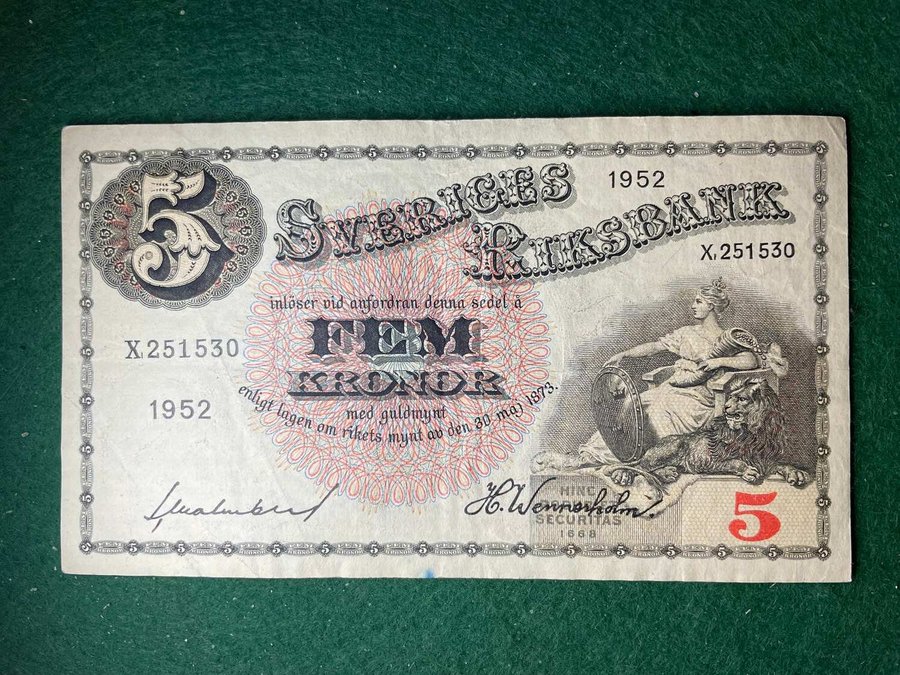 5
SVERIGES 1952
RIKSBANK
X. 251530
inlöser vid anfordran denna sedel å
FEM
KRONOR
X. 251530
med guldmynt
enligt lagen om rikets mynt av den 30 maj 1873.
1952
H. Wennerholm
HINC
SECURITAS
1668
5